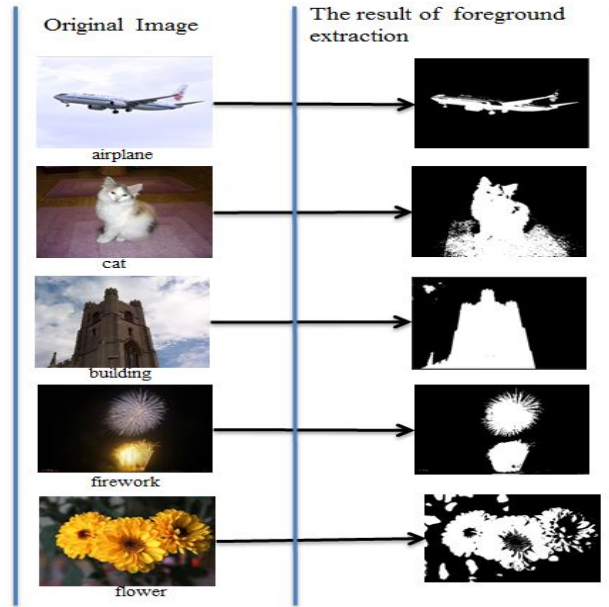 Original Image
The result of foreground
extraction
airplane
cat
building
firework
flower